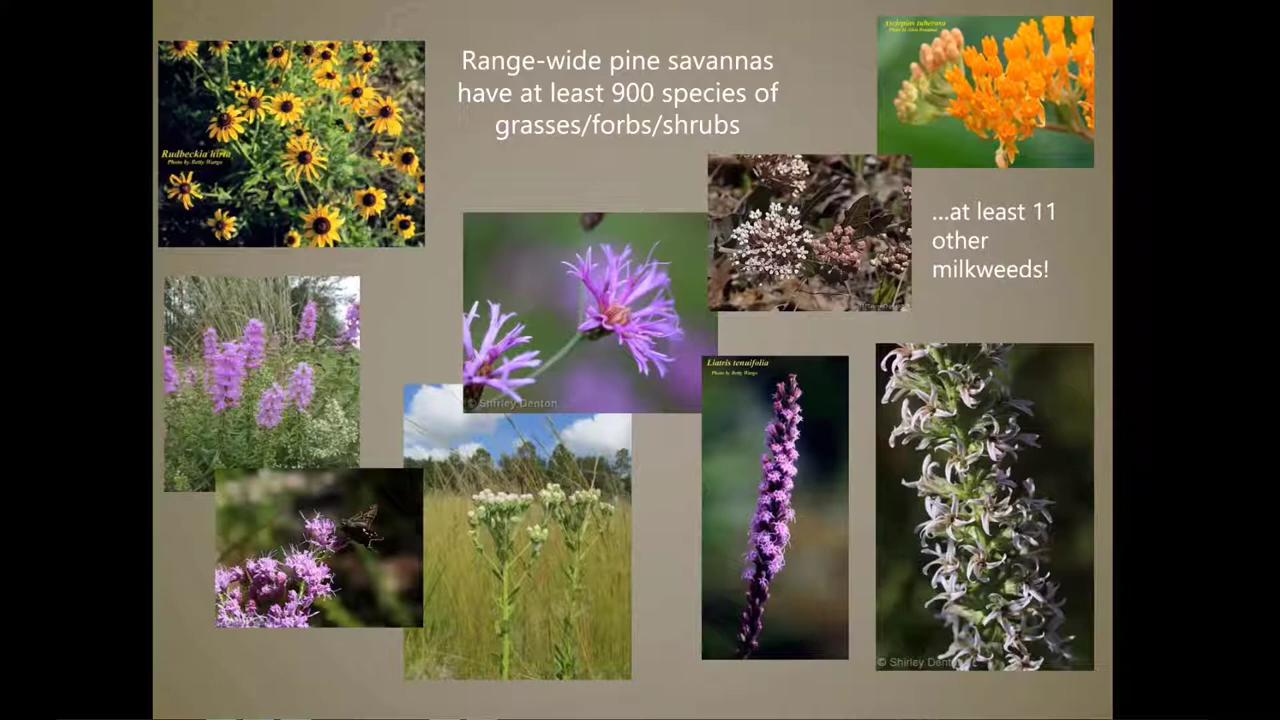 Range-wide pine savannas
have at least 900 species of
grasses/forbs/shrubs
Asclepias tuberosa
Rudbeckia hirta
Photo by Betty Wargo
...at least 11
other
milkweeds!
© Shirley Denton
Liatris tenuifolia
Photo by Betty Wargo
© Shirley Denton